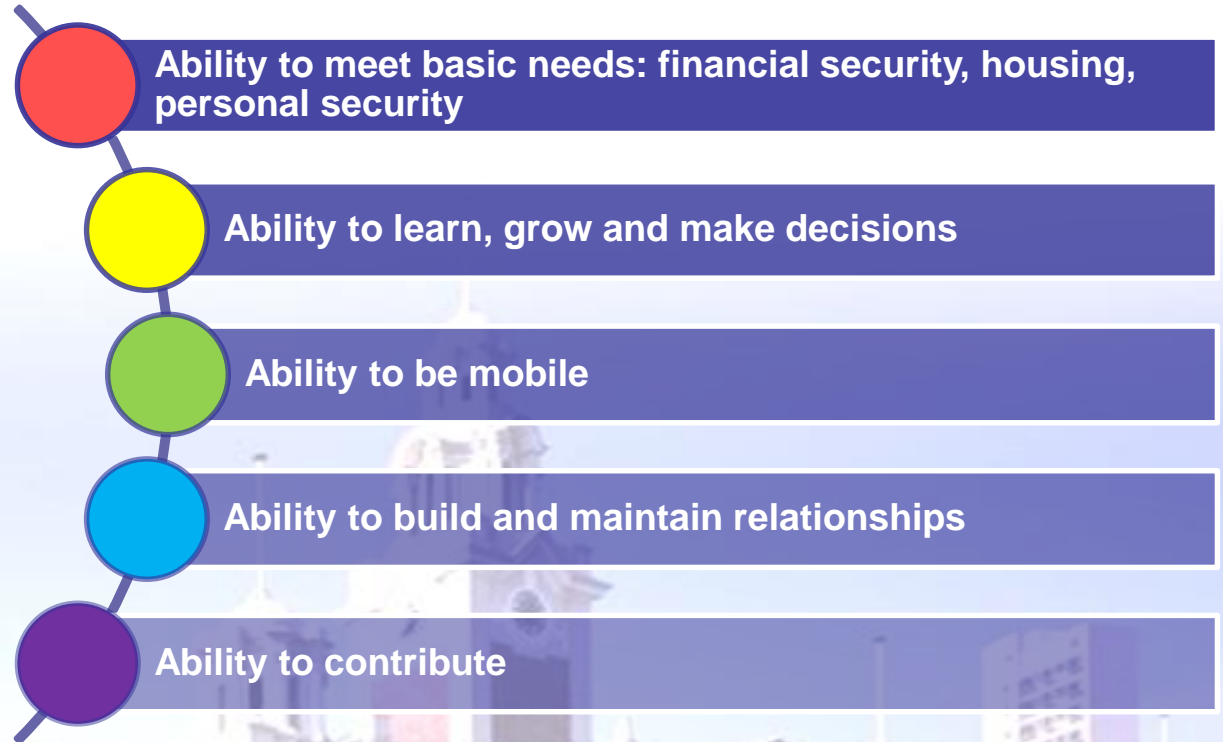 Ability to meet basic needs: financial security, housing,
personal security
Ability to learn, grow and make decisions
Ability to be mobile
Ability to build and maintain relationships
Ability to contribute